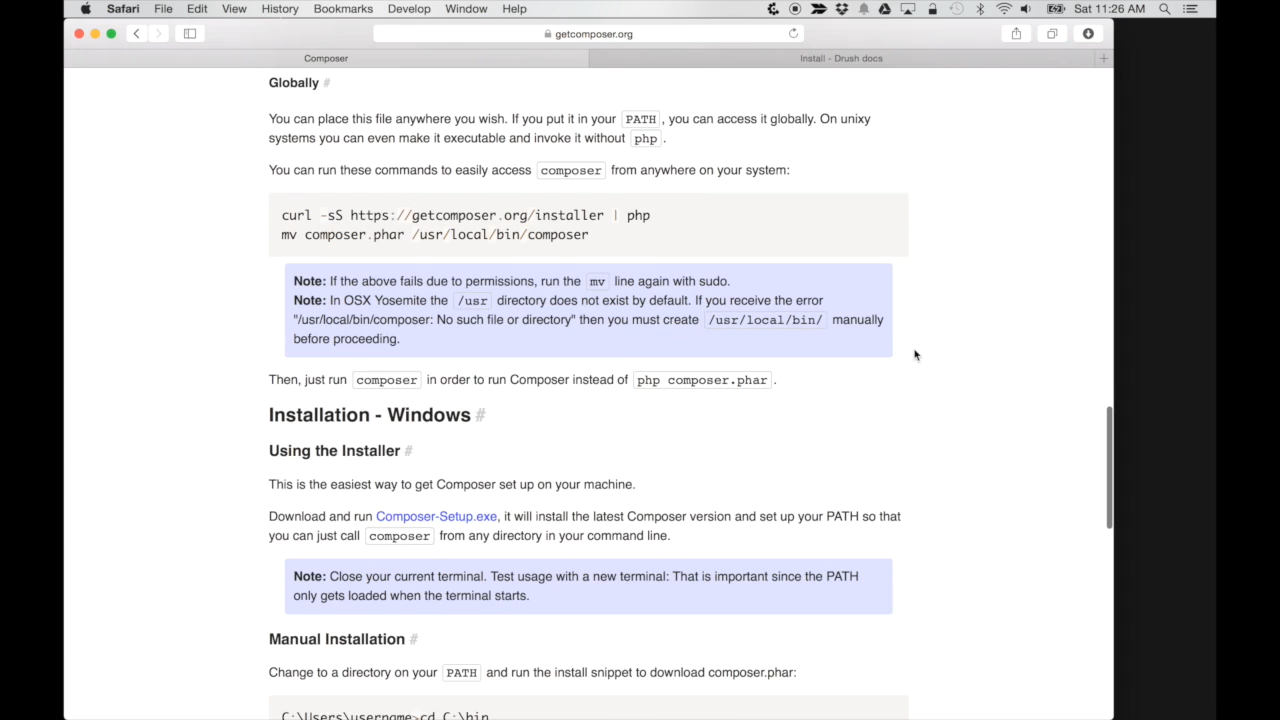 Safari File Edit View History Bookmarks Develop Window Help Sat 11:26 AM
getcomposer.org
Composer Install - Drush docs +
Globally #
You can place this file anywhere you wish. If you put it in your PATH, you can access it globally. On unixy
systems you can even make it executable and invoke it without php.
You can run these commands to easily access composer from anywhere on your system:
curl -sS https://getcomposer.org/installer | php
mv composer.phar /usr/local/bin/composer
Note: If the above fails due to permissions, run the mv line again with sudo.
Note: In OSX Yosemite the /usr directory does not exist by default. If you receive the error
"/usr/local/bin/composer: No such file or directory" then you must create /usr/local/bin/ manually
before proceeding.
Then, just run composer in order to run Composer instead of php composer.phar.
Installation - Windows #
Using the Installer #
This is the easiest way to get Composer set up on your machine.
Download and run Composer-Setup.exe, it will install the latest Composer version and set up your PATH so that
you can just call composer from any directory in your command line.
Note: Close your current terminal. Test usage with a new terminal: That is important since the PATH
only gets loaded when the terminal starts.
Manual Installation #
Change to a directory on your PATH and run the install snippet to download composer.phar:
C:\Users\username>cd C:\bin